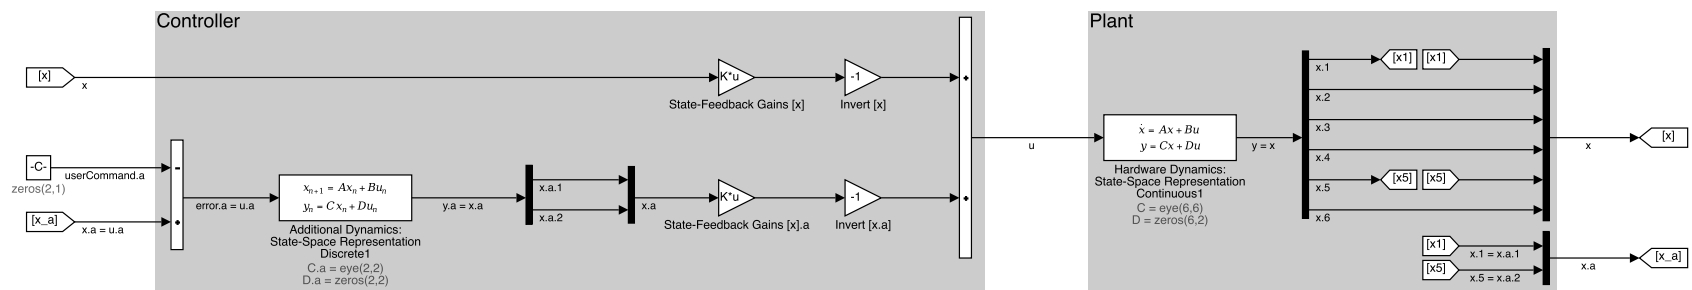 Controller
[x]
x
K*u
State-Feedback Gains [x]
-1
Invert [x]
+
-C-
zeros(2,1)
userCommand.a
-
[x_a]
x.a = u.a
+
error.a = u.a
xn+1 = Axn + Bun
yn = Cxn + Dun
Additional Dynamics:
State-Space Representation
Discrete1
C.a = eye(2,2)
D.a = zeros(2,2)
y.a = x.a
x.a.1
x.a.2
x.a
K*u
State-Feedback Gains [x].a
-1
Invert [x.a]
+
u
Plant
ẋ = Ax + Bu
y = Cx + Du
Hardware Dynamics:
State-Space Representation
Continuous1
C = eye(6,6)
D = zeros(6,2)
y = x
x.1
[x1]
[x1]
x.2
x.3
x.4
x.5
[x5]
[x5]
x.6
x
[x]
[x1]
x.1 = x.a.1
[x5]
x.5 = x.a.2
x.a
[x_a]